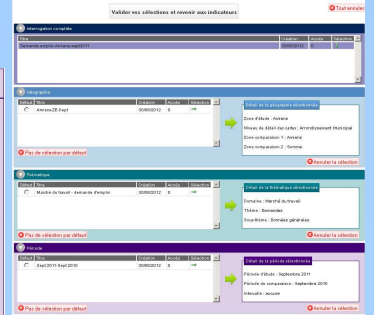 Valider vos sélections et revenir aux indicateurs
Tout annuler
Interrogation complète
Titre Création Accès Sélection
Demande emploi Amiens sept2011 30/08/2012 0
Géographie
Défaut Titre Création Accès Sélection
Amiens-ZE-Sept 30/08/2012 0
Pas de sélection par défaut
Détail de la géographie sélectionnée
Zone d'étude : Amiens
Niveau de détail des cartes : Arrondissement Municipal
Zone comparaison 1 : Amiens
Zone comparaison 2 : Somme
Annuler la sélection
Thématique
Défaut Titre Création Accès Sélection
Marché du travail - demande d'emploi 30/08/2012 0
Pas de sélection par défaut
Détail de la thématique sélectionnée
Domaine : Marché du travail
Thème : Demandes
Sous-thème : Données générales
Annuler la sélection
Période
Défaut Titre Création Accès Sélection
Sept 2011-Sept 2010 30/08/2012 0
Pas de sélection par défaut
Détail de la période sélectionnée
Période d'étude : Septembre 2011
Période de comparaison : Septembre 2010
Intervalle : Aucune
Annuler la sélection